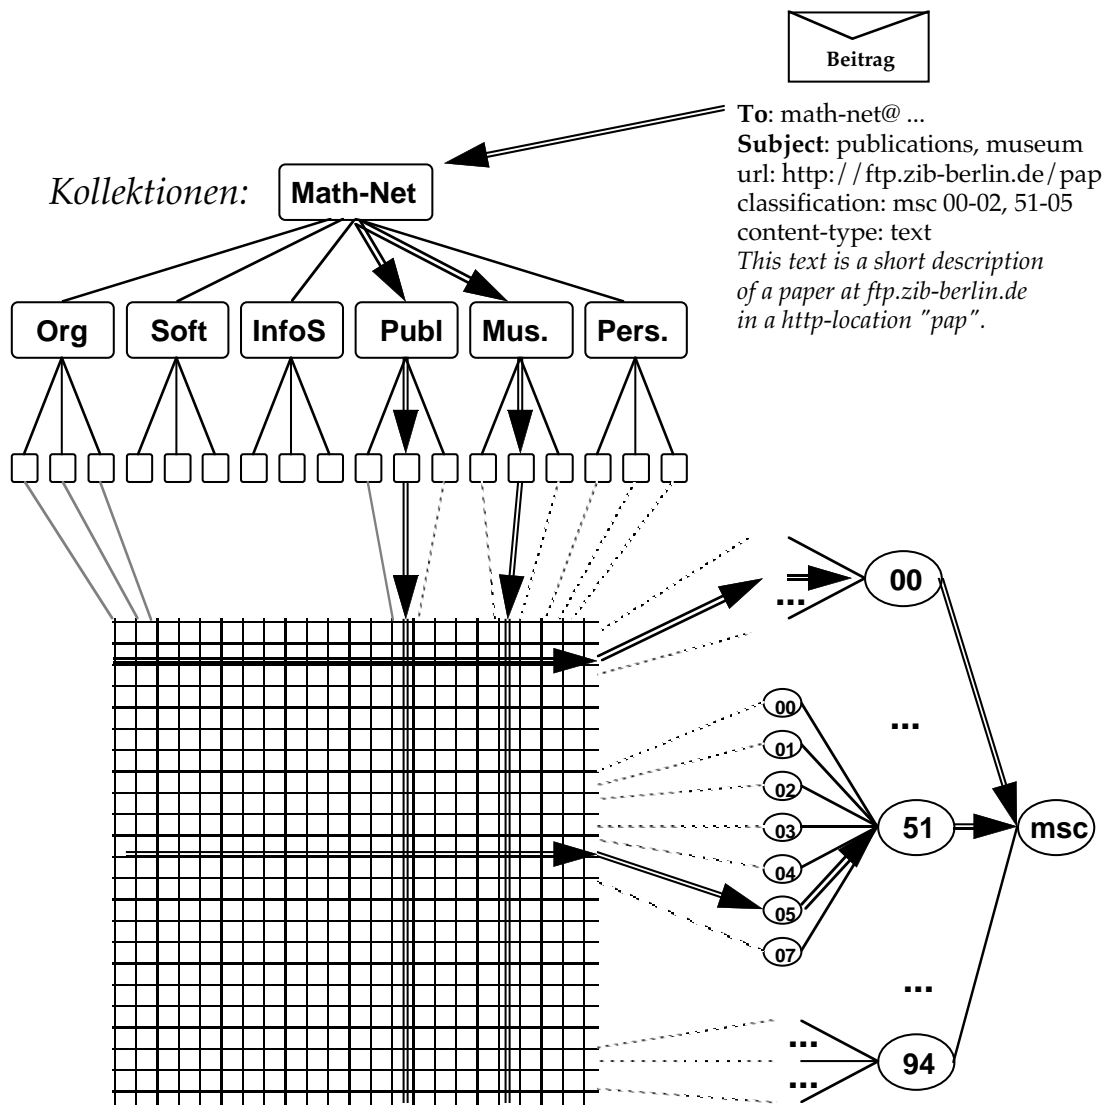 Beitrag
To: math-net@ ...
Subject: publications, museum
url: http://ftp.zib-berlin.de/pap
classification: msc 00-02, 51-05
content-type: text
This text is a short description
of a paper at ftp.zib-berlin.de
in a http-location "pap".
Kollektionen:
Math-Net
Org
Soft
InfoS
Publ
Mus.
Pers.
00
...
00
...
01
02
03
51
msc
04
05
07
...
...
94
...